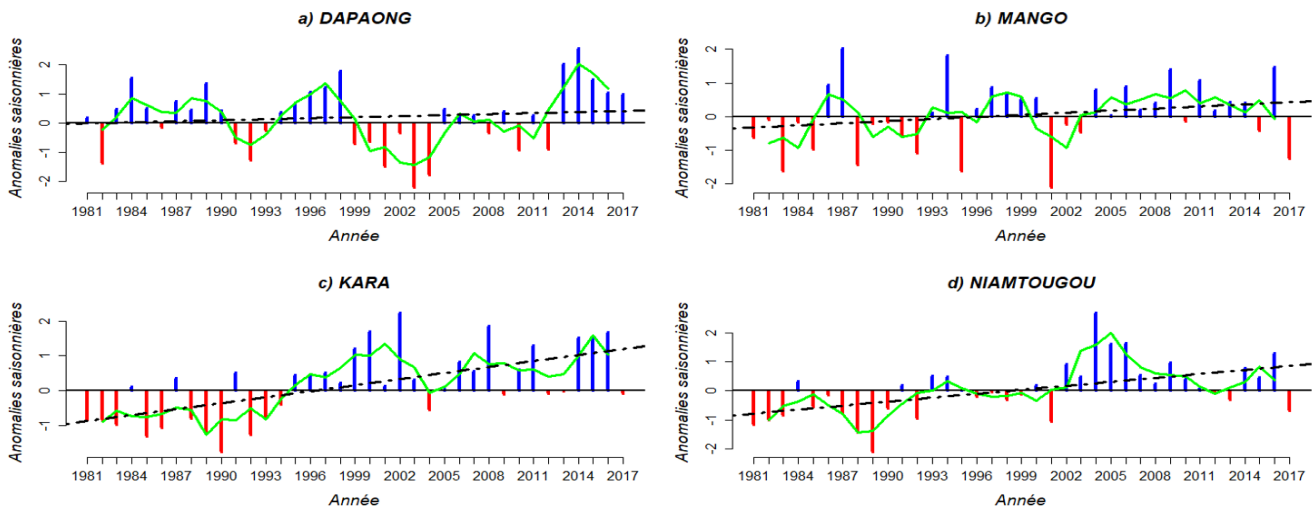 a) DAPAONG
Anomalies saisonnières
2
1
0
-1
-2
1981 1984 1987 1990 1993 1996 1999 2002 2005 2008 2011 2014 2017
Année
b) MANGO
Anomalies saisonnières
2
1
0
-1
-2
1981 1984 1987 1990 1993 1996 1999 2002 2005 2008 2011 2014 2017
Année
c) KARA
Anomalies saisonnières
2
1
0
-1
1981 1984 1987 1990 1993 1996 1999 2002 2005 2008 2011 2014 2017
Année
d) NIAMTOUGOU
Anomalies saisonnières
2
1
0
-1
-2
1981 1984 1987 1990 1993 1996 1999 2002 2005 2008 2011 2014 2017
Année